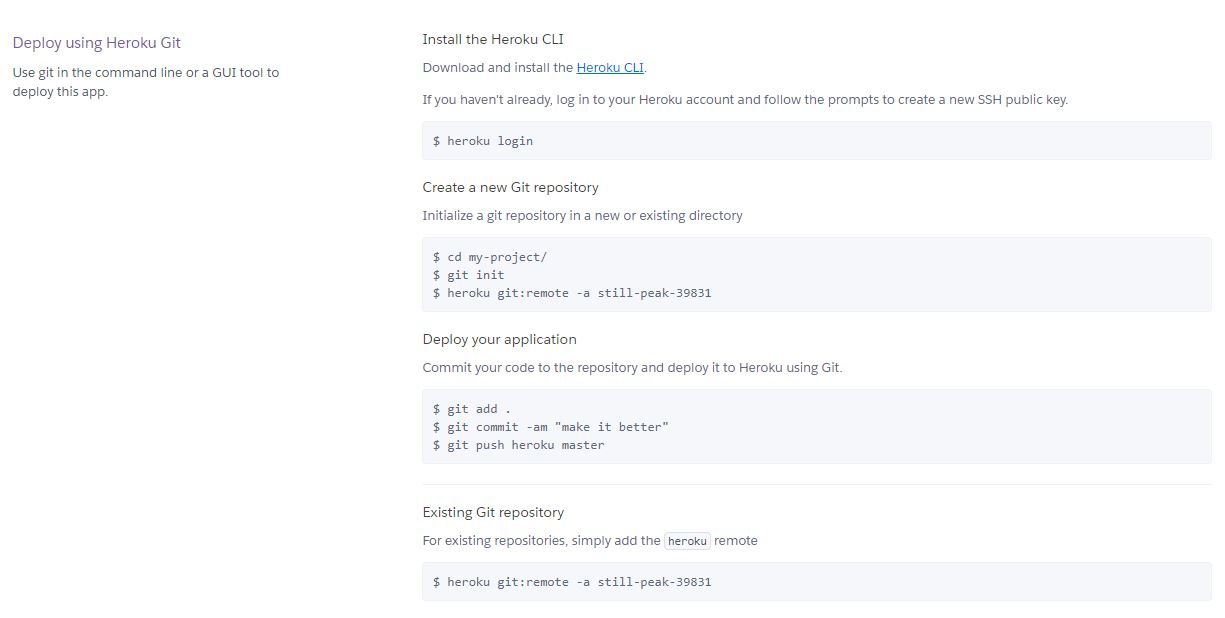 Deploy using Heroku Git
Use git in the command line or a GUI tool to
deploy this app.
Install the Heroku CLI
Download and install the Heroku CLI.
If you haven't already, log in to your Heroku account and follow the prompts to create a new SSH public key.
$ heroku login
Create a new Git repository
Initialize a git repository in a new or existing directory
$ cd my-project/
$ git init
$ heroku git:remote -a still-peak-39831
Deploy your application
Commit your code to the repository and deploy it to Heroku using Git.
$ git add .
$ git commit -am "make it better"
$ git push heroku master
Existing Git repository
For existing repositories, simply add the heroku remote
$ heroku git:remote -a still-peak-39831